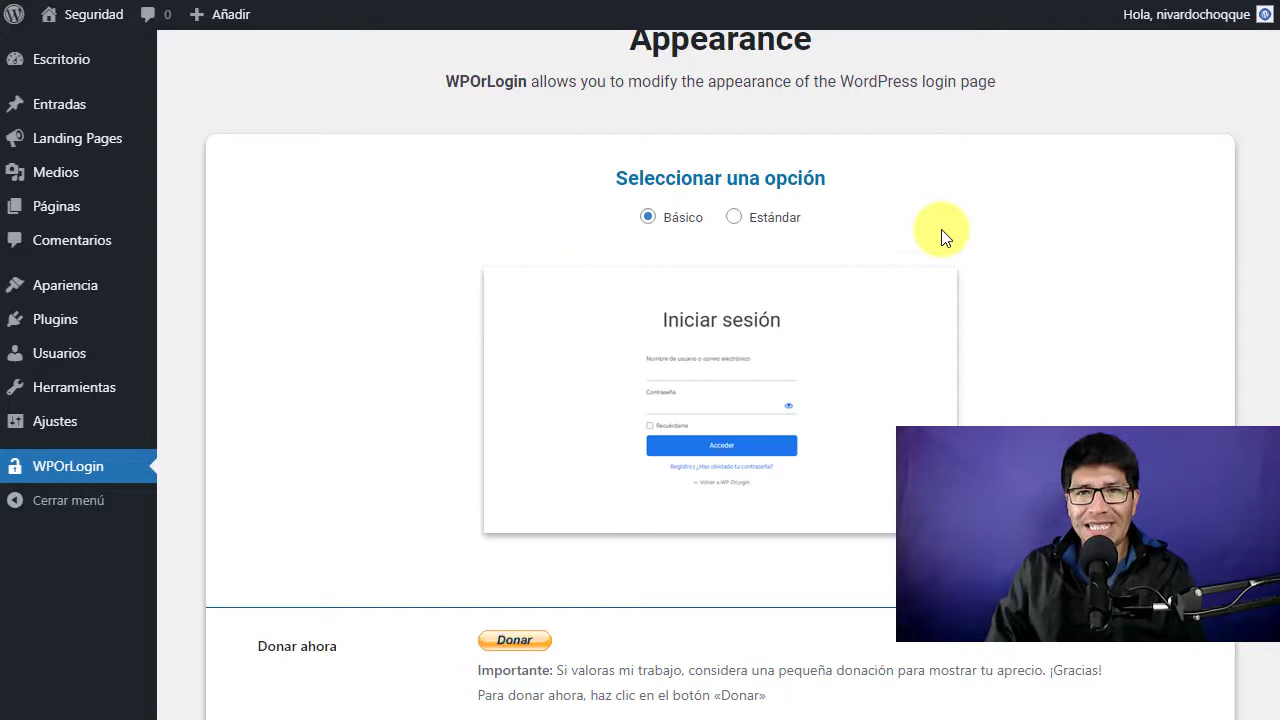 Seguridad
0
Añadir
Hola, nivardochoqque
Escritorio
Entradas
Landing Pages
Medios
Páginas
Comentarios
Apariencia
Plugins
Usuarios
Herramientas
Ajustes
WPOrLogin
Cerrar menú
Appearance
WPOrLogin allows you to modify the appearance of the WordPress login page
Seleccionar una opción
Básico
Estándar
Iniciar sesión
Nombre de usuario o correo electrónico
Contraseña
Recuérdame
Acceder
Registro | ¿Has olvidado tu contraseña?
← Volver a WP OrLogin
Donar ahora
Donar
Importante: Si valoras mi trabajo, considera una pequeña donación para mostrar tu aprecio. ¡Gracias!
Para donar ahora, haz clic en el botón «Donar»